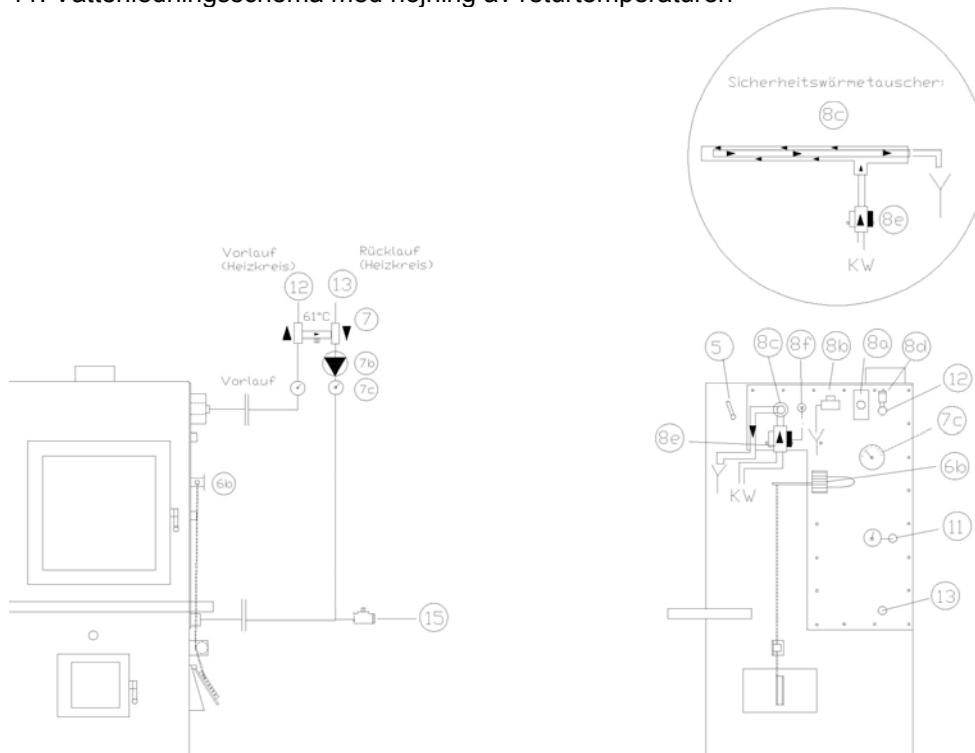 Vattenledningsschema med höjning av returtemperaturen
Sicherheitswärmetauscher:
8c
8e
KW
Vorlauf
(Heizkreis)
Rücklauf
(Heizkreis)
12
13
61°C
7
7b
7c
Vorlauf
6b
15
5
8c
8f
8b
8a
8d
12
8e
7c
KW
6b
11
13